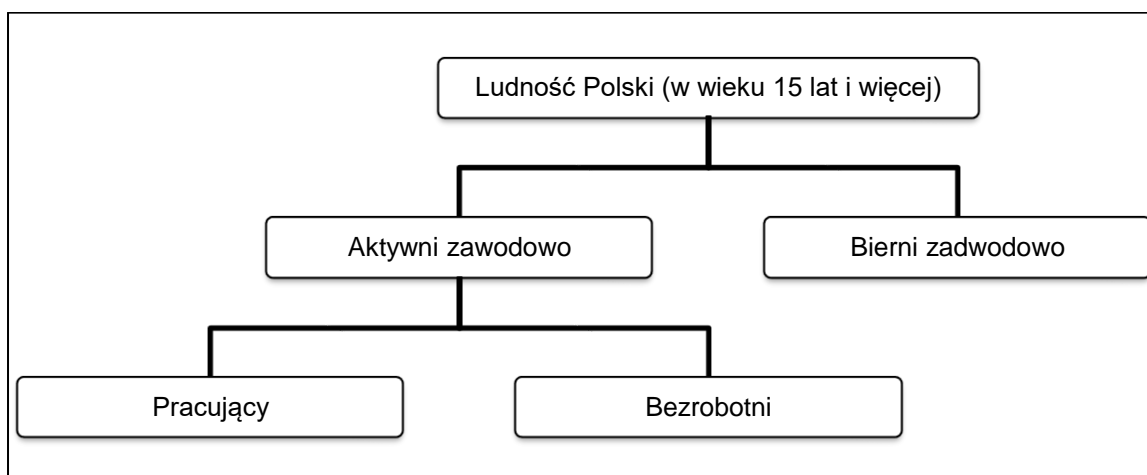 Ludność Polski (w wieku 15 lat i więcej)
Aktywni zawodowo
Bierni zadwodowo
Pracujący
Bezrobotni